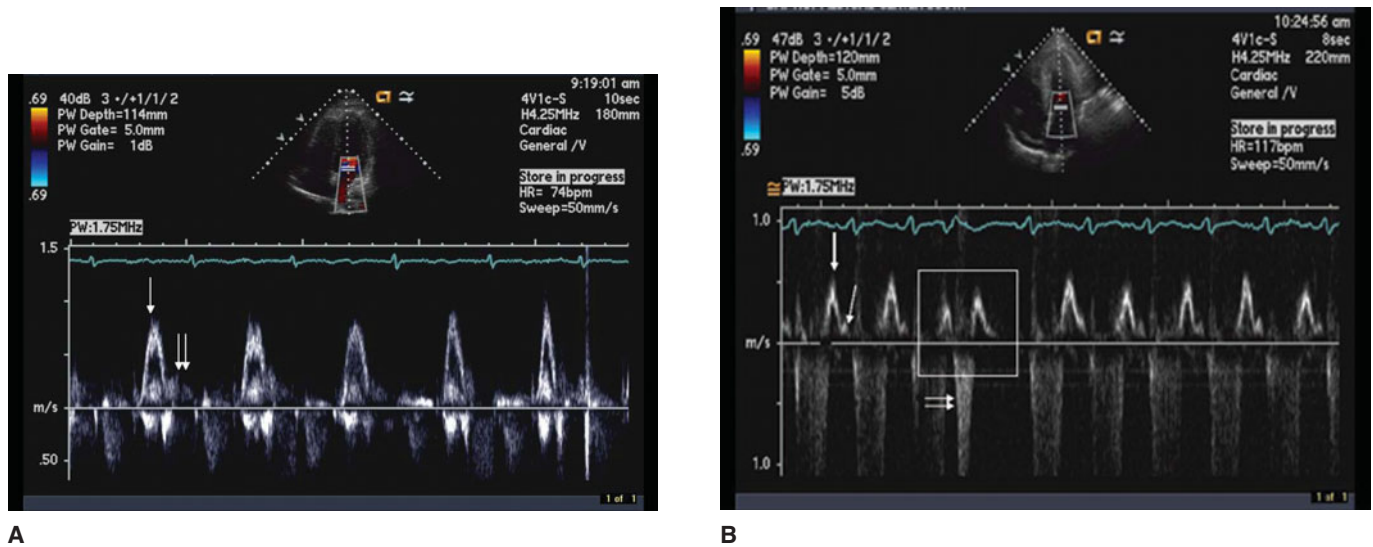 9:19:01 am
.69 40dB 3 •/+1/1/2
PW Depth=114mm
PW Gate= 5.0mm
PW Gain= 1dB
.69
4V1c-S 10sec
H4.25MHz 180mm
Cardiac
General /V
Store in progress
HR= 74bpm
Sweep=50mm/s
PW:1.75MHz
1.5
m/s
.50
1 of 1
A
10:24:56 am
.69 47dB 3 •/+1/1/2
PW Depth=120mm
PW Gate= 5.0mm
PW Gain= 5dB
.69
4V1c-S 8sec
H4.25MHz 220mm
Cardiac
General /V
Store in progress
HR=117bpm
Sweep=50mm/s
PW:1.75MHz
1.0
m/s
1.0
1 of 1
B